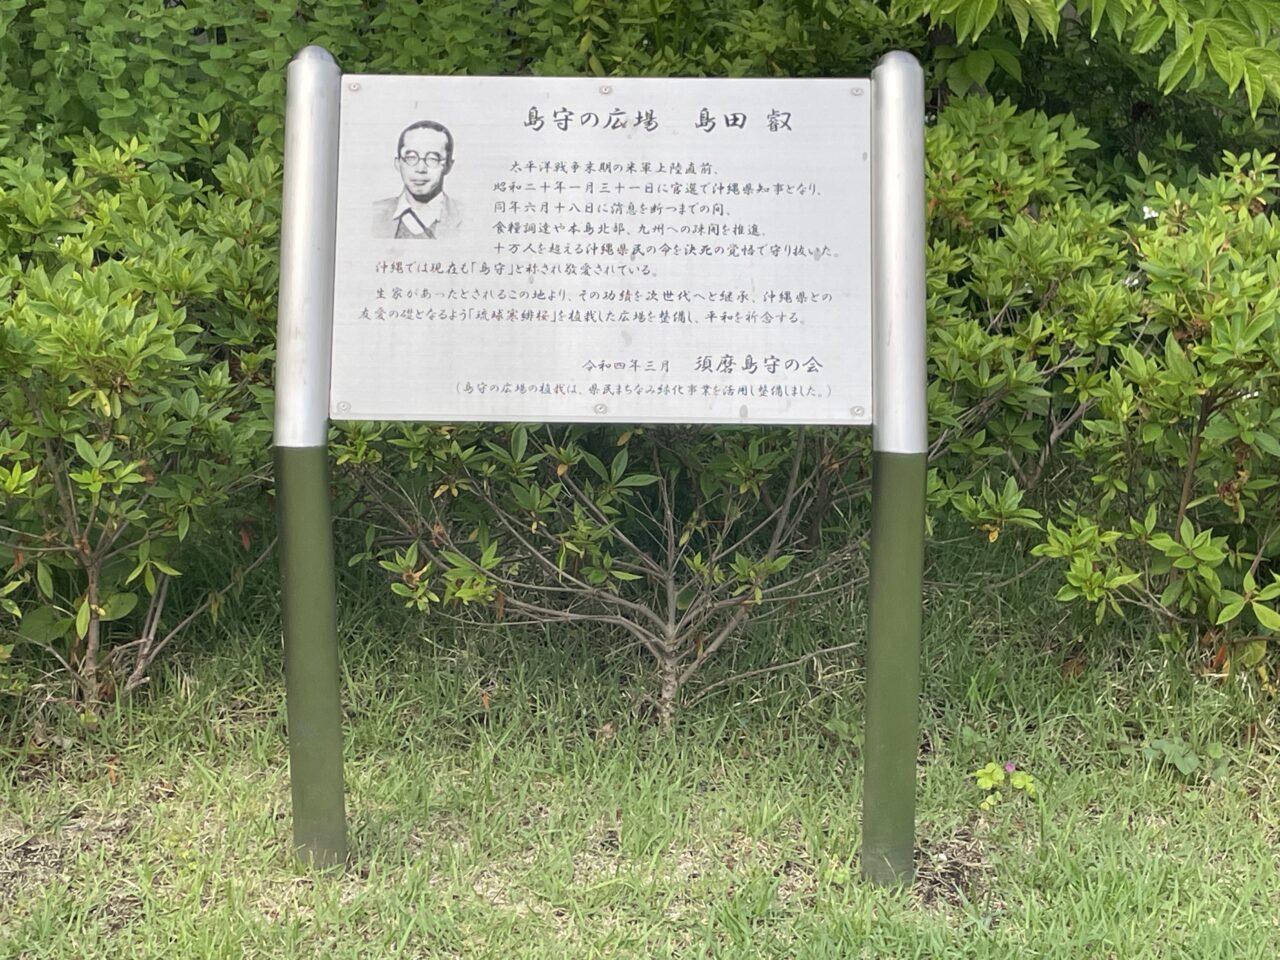 島守の広場　島田 叡
太平洋戦争末期の米軍上陸直前、
昭和二十年一月三十一日に官選で沖縄県知事となり、
同年六月十八日に消息を断つまでの間、
食糧調達や本島北部、九州への疎開を推進、
十万人を超える沖縄県民の命を決死の覚悟で守り抜いた。
沖縄では現在も「島守」と称され敬愛されている。
生家があったとされるこの地より、その功績を次世代へと継承、沖縄県との
友愛の礎となるよう「琉球寒緋桜」を植栽した広場を整備し、平和を祈念する。
令和四年三月　須磨島守の会
（島守の広場の植栽は、県民まちなみ緑化事業を活用し整備しました。）